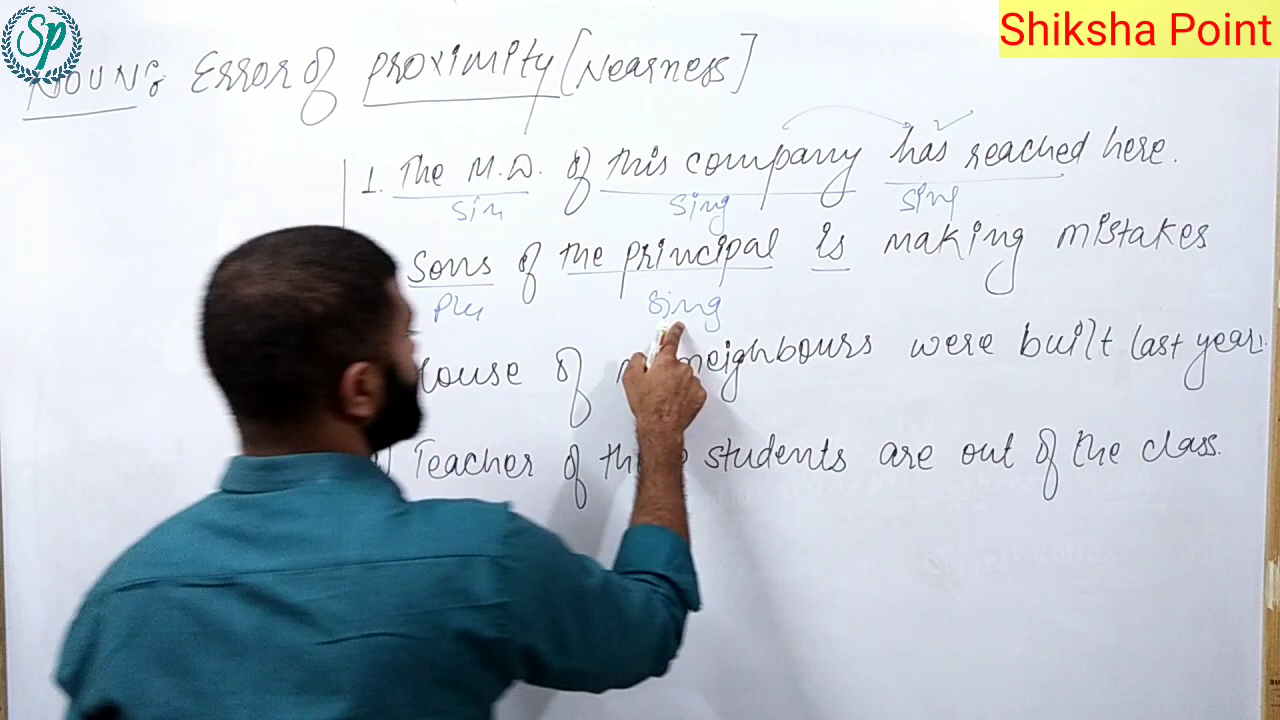 Sp
Shiksha Point
NOUN: Error of proximity [Nearness]
1. The M.D. of this company has reached here.
Sin Sing Sing
Sons of the principal is making mistakes
Plu Sing
House of neighbours were built last year.
Teacher of students are out of the class.